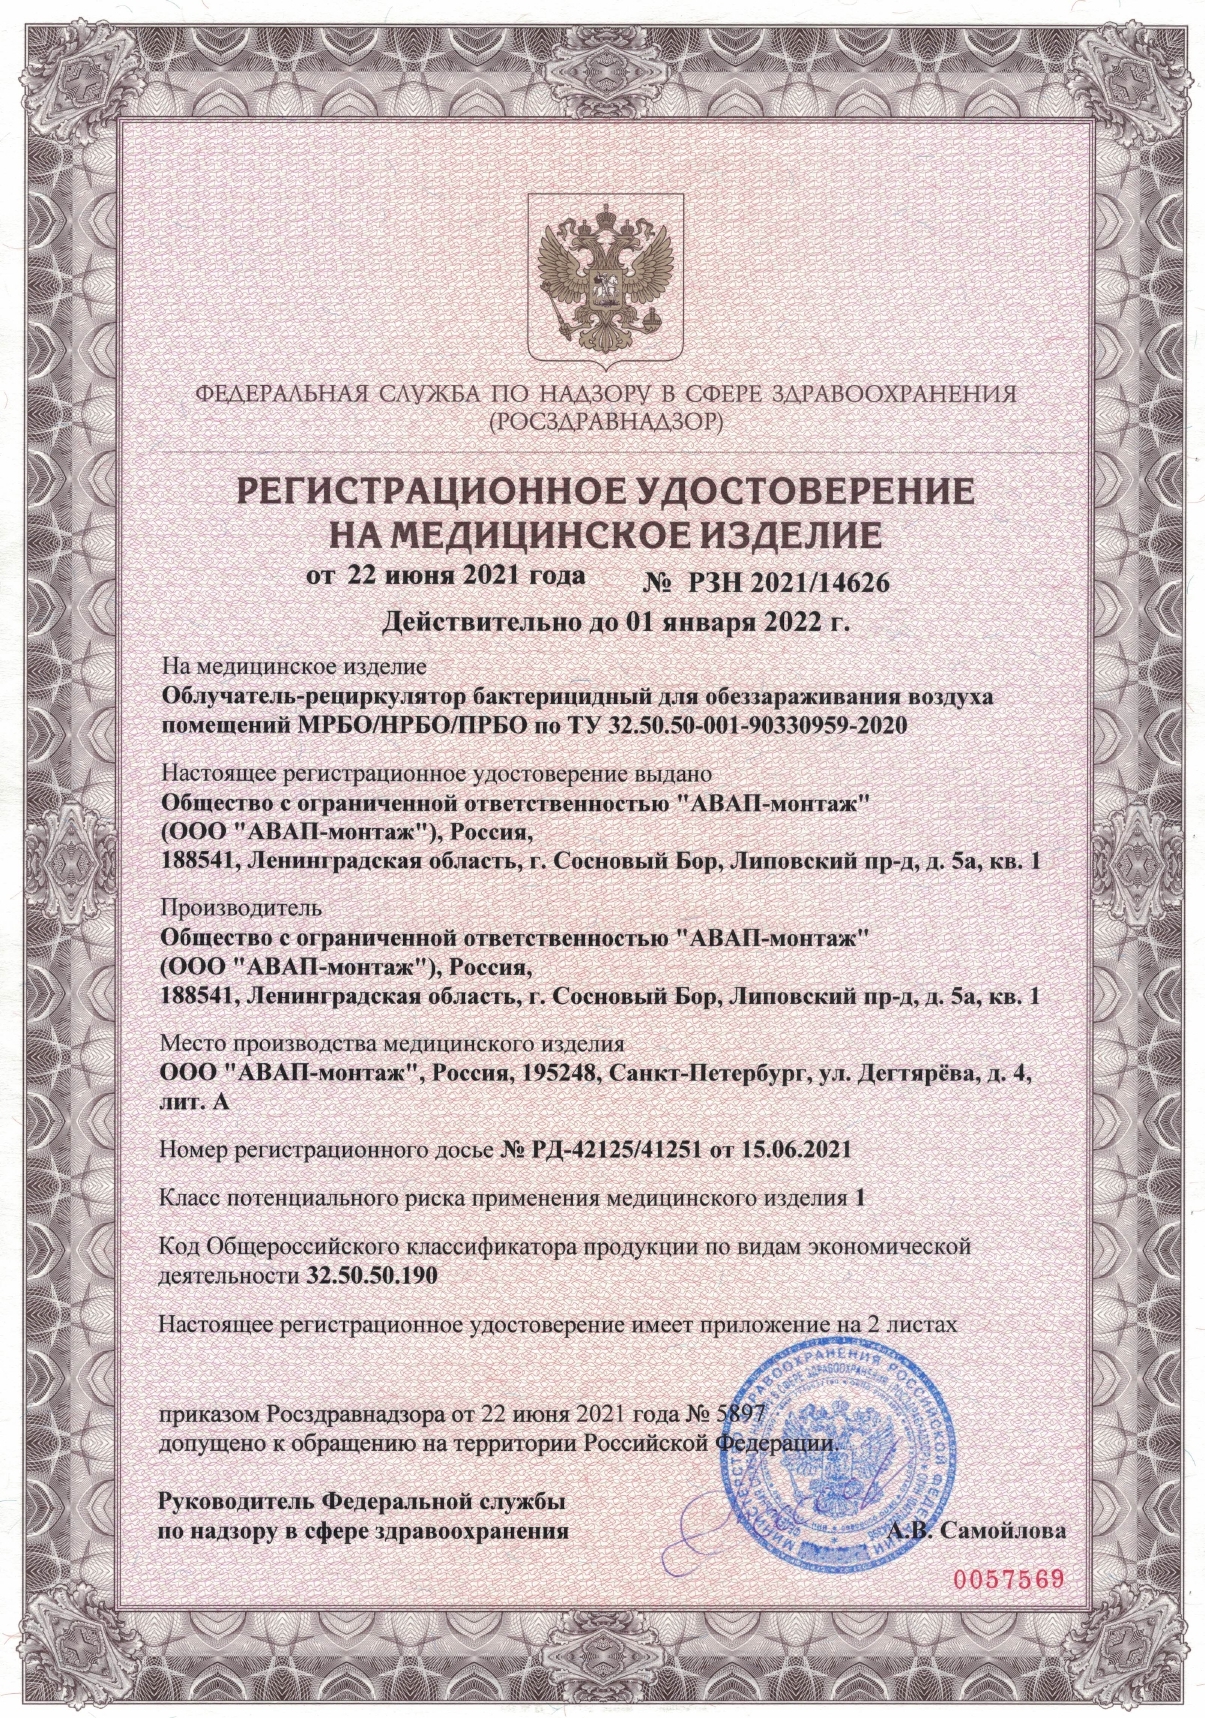 ФЕДЕРАЛЬНАЯ СЛУЖБА ПО НАДЗОРУ В СФЕРЕ ЗДРАВООХРАНЕНИЯ
(РОСЗДРАВНАДЗОР)
РЕГИСТРАЦИОННОЕ УДОСТОВЕРЕНИЕ
НА МЕДИЦИНСКОЕ ИЗДЕЛИЕ
от 22 июня 2021 года № РЗН 2021/14626
Действительно до 01 января 2022 г.
На медицинское изделие
Облучатель-рециркулятор бактерицидный для обеззараживания воздуха
помещений МРБО/НРБО/ПРБО по ТУ 32.50.50-001-90330959-2020
Настоящее регистрационное удостоверение выдано
Общество с ограниченной ответственностью "АВАП-монтаж"
(ООО "АВАП-монтаж"), Россия,
188541, Ленинградская область, г. Сосновый Бор, Липовский пр-д, д. 5а, кв. 1
Производитель
Общество с ограниченной ответственностью "АВАП-монтаж"
(ООО "АВАП-монтаж"), Россия,
188541, Ленинградская область, г. Сосновый Бор, Липовский пр-д, д. 5а, кв. 1
Место производства медицинского изделия
ООО "АВАП-монтаж", Россия, 195248, Санкт-Петербург, ул. Дегтярёва, д. 4,
лит. А
Номер регистрационного досье № РД-42125/41251 от 15.06.2021
Класс потенциального риска применения медицинского изделия 1
Код Общероссийского классификатора продукции по видам экономической
деятельности 32.50.50.190
Настоящее регистрационное удостоверение имеет приложение на 2 листах
приказом Росздравнадзора от 22 июня 2021 года № 5897
допущено к обращению на территории Российской Федерации.
Руководитель Федеральной службы
по надзору в сфере здравоохранения
А.В. Самойлова
0057569
МИНИСТЕРСТВО ЗДРАВООХРАНЕНИЯ РОССИЙСКОЙ ФЕДЕРАЦИИ